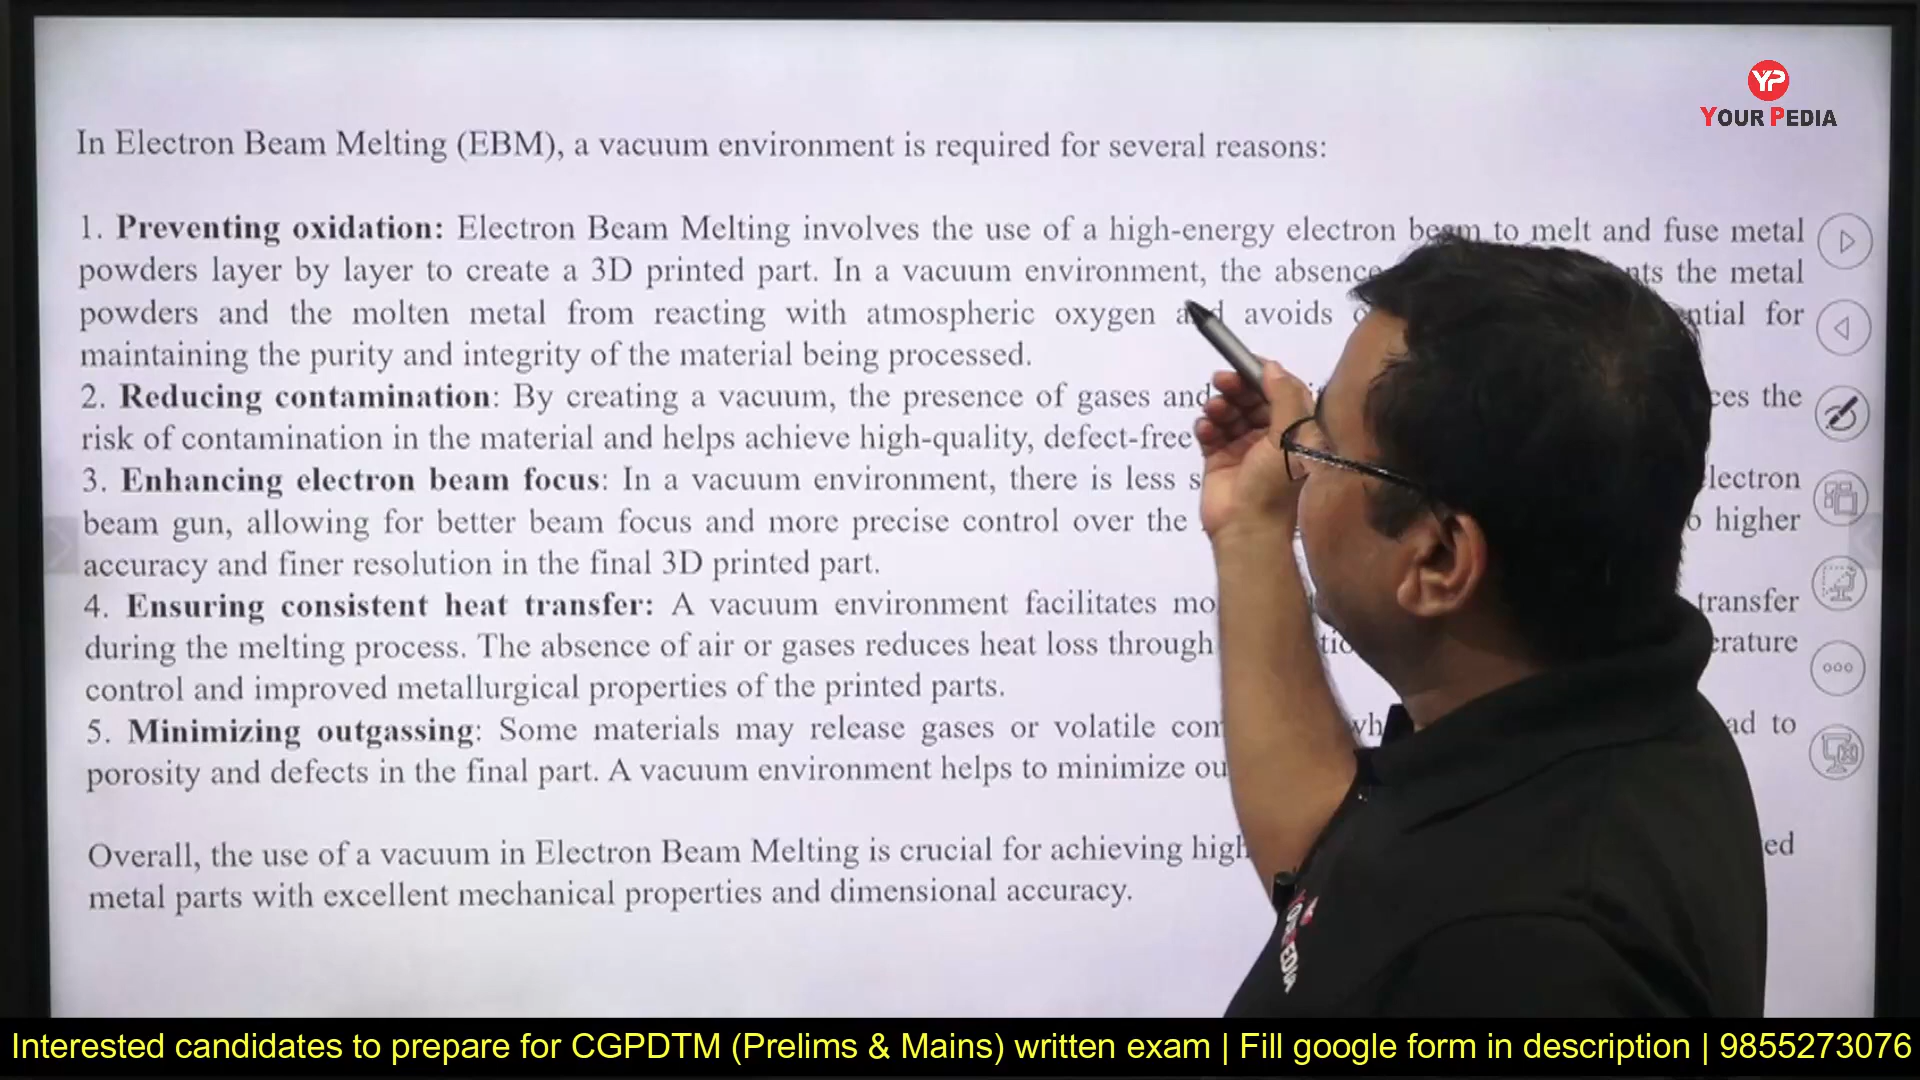 YP
YOUR PEDIA
In Electron Beam Melting (EBM), a vacuum environment is required for several reasons:
1. Preventing oxidation: Electron Beam Melting involves the use of a high-energy electron beam to melt and fuse metal
powders layer by layer to create a 3D printed part. In a vacuum environment, the absence the metal
powders and the molten metal from reacting with atmospheric oxygen and avoids for
maintaining the purity and integrity of the material being processed.
2. Reducing contamination: By creating a vacuum, the presence of gases and the
risk of contamination in the material and helps achieve high-quality, defect-free
3. Enhancing electron beam focus: In a vacuum environment, there is less electron
beam gun, allowing for better beam focus and more precise control over the higher
accuracy and finer resolution in the final 3D printed part.
4. Ensuring consistent heat transfer: A vacuum environment facilitates transfer
during the melting process. The absence of air or gases reduces heat loss through
control and improved metallurgical properties of the printed parts.
5. Minimizing outgassing: Some materials may release gases or volatile to
porosity and defects in the final part. A vacuum environment helps to minimize
Overall, the use of a vacuum in Electron Beam Melting is crucial for achieving
metal parts with excellent mechanical properties and dimensional accuracy.
Interested candidates to prepare for CGPDTM (Prelims & Mains) written exam | Fill google form in description | 9855273076